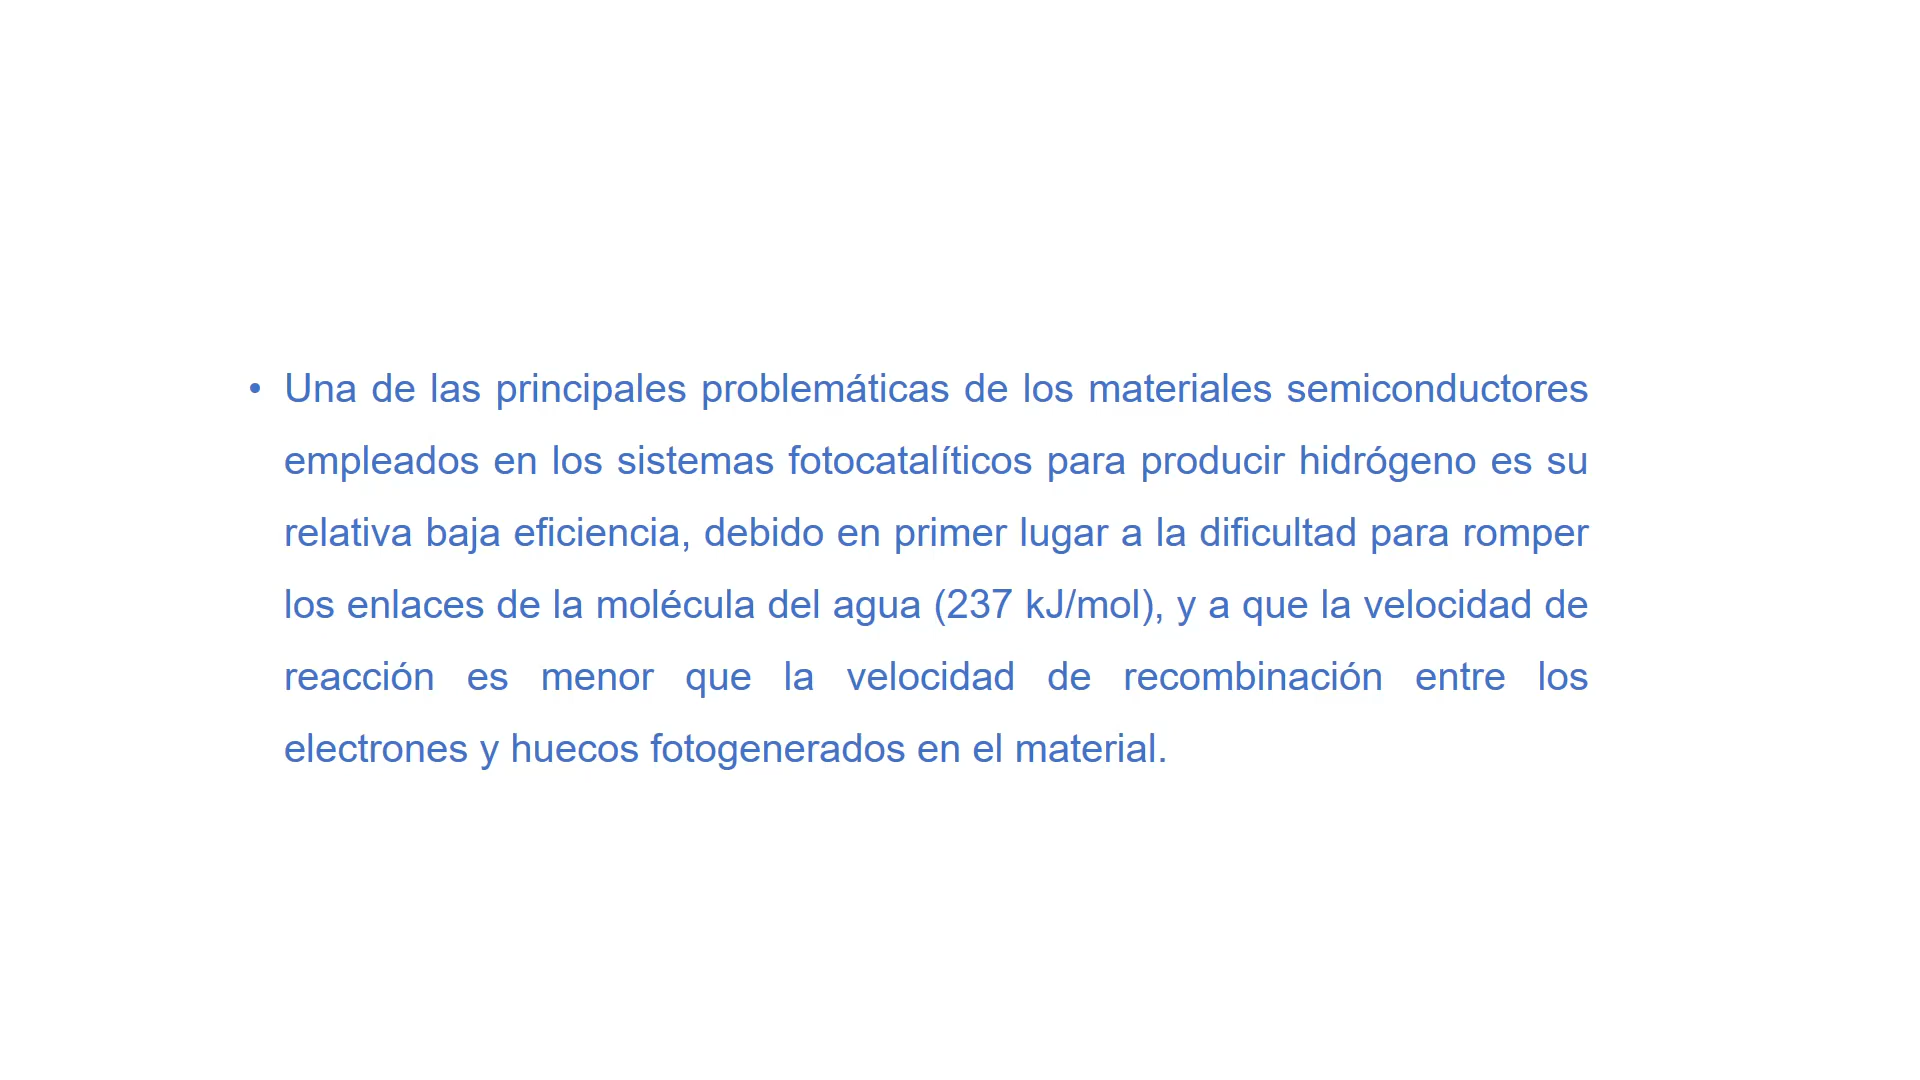 • Una de las principales problemáticas de los materiales semiconductores
empleados en los sistemas fotocatalíticos para producir hidrógeno es su
relativa baja eficiencia, debido en primer lugar a la dificultad para romper
los enlaces de la molécula del agua (237 kJ/mol), y a que la velocidad de
reacción es menor que la velocidad de recombinación entre los
electrones y huecos fotogenerados en el material.